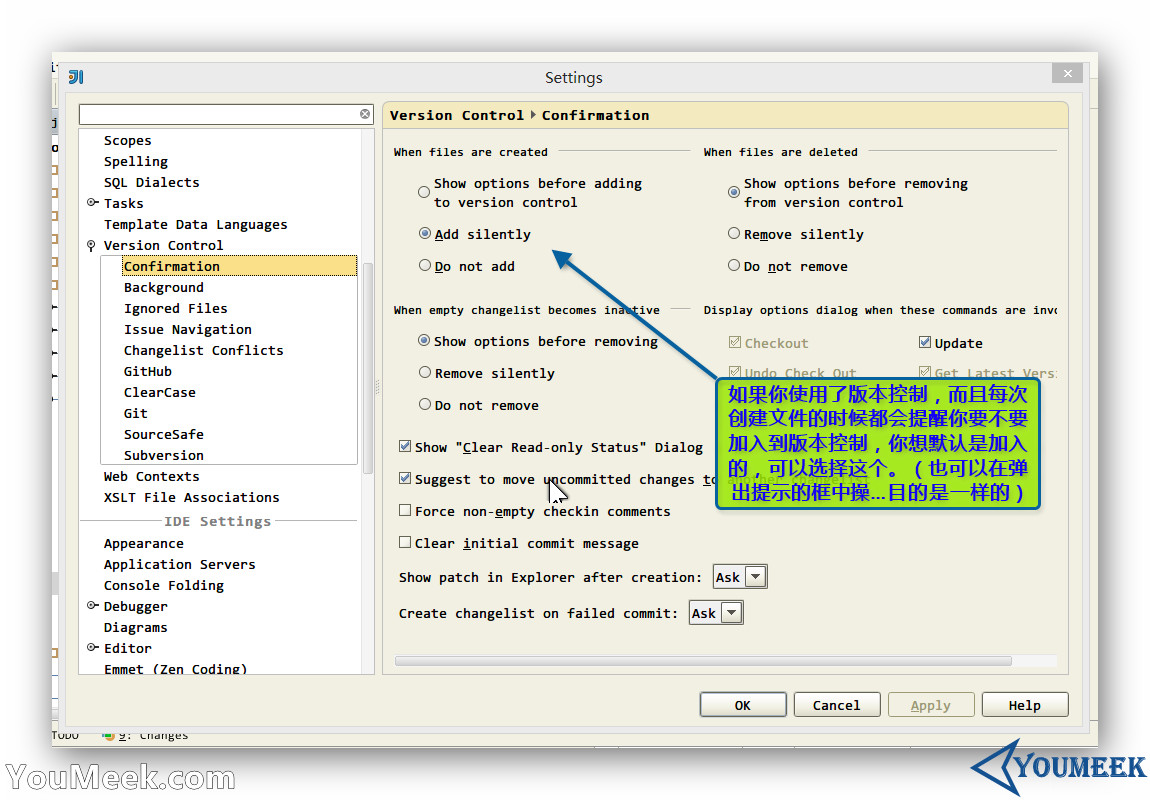 Settings
Version Control Confirmation
Scopes
Spelling
SQL Dialects
Tasks
Template Data Languages
Version Control
Confirmation
Background
Ignored Files
Issue Navigation
Changelist Conflicts
GitHub
ClearCase
Git
SourceSafe
Subversion
Web Contexts
XSLT File Associations
IDE Settings
Appearance
Application Servers
Console Folding
Debugger
Diagrams
Editor
Emmet (Zen Coding)
When files are created
Show options before adding
to version control
Add silently
Do not add
When files are deleted
Show options before removing
from version control
Remove silently
Do not remove
When empty changelist becomes inactive
Show options before removing
Remove silently
Do not remove
Display options dialog when these commands are invo
Checkout
Update
Undo Check Out
Get Latest Vers
如果你使用了版本控制，而且每次
创建文件的时候都会提醒你要不要
加入到版本控制，你想默认是加入
的，可以选择这个。（也可以在弹
出提示的框中操...目的是一样的）
Show "Clear Read-only Status" Dialog
Suggest to move uncommitted changes to
Force non-empty checkin comments
Clear initial commit message
Show patch in Explorer after creation: Ask
Create changelist on failed commit: Ask
OK
Cancel
Apply
Help
TODO
9: Changes
YouMeek.com
YOUMEEK